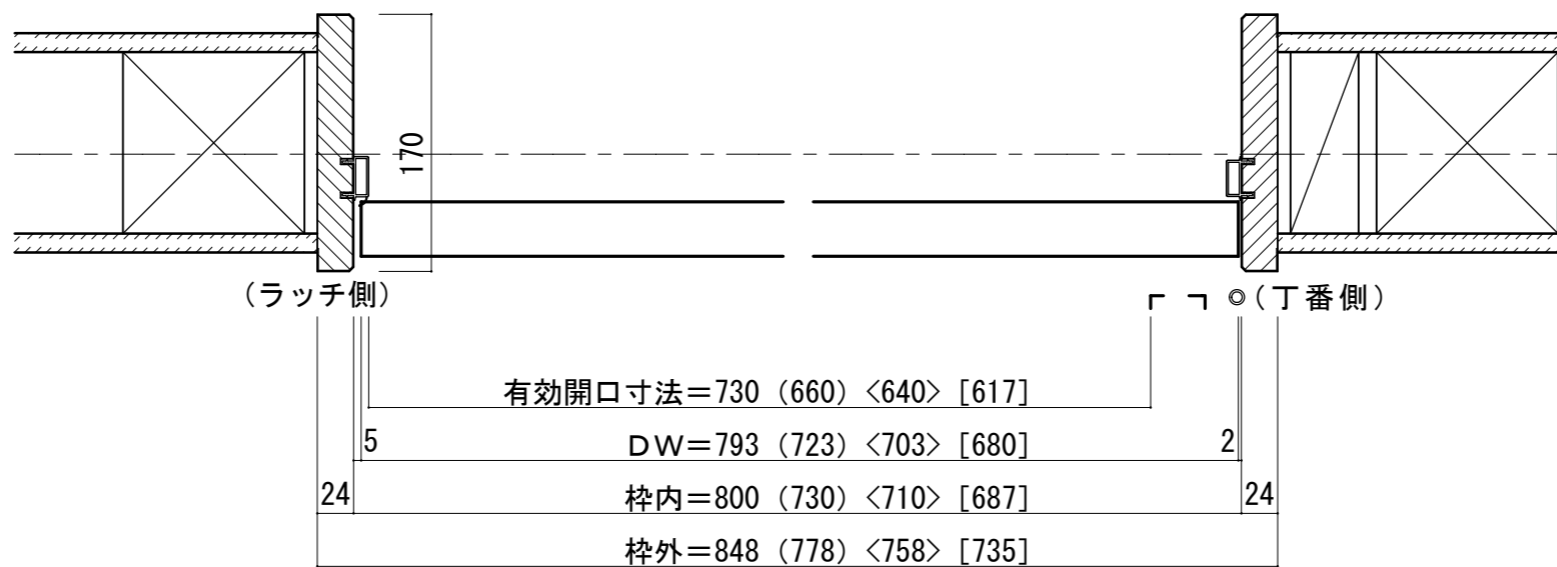 170
(ラッチ側)
◎(丁番側)
有効開口寸法=730 (660) <640> [617]
5
DW=793 (723) <703> [680]
2
24
枠内=800 (730) <710> [687]
24
枠外=848 (778) <758> [735]